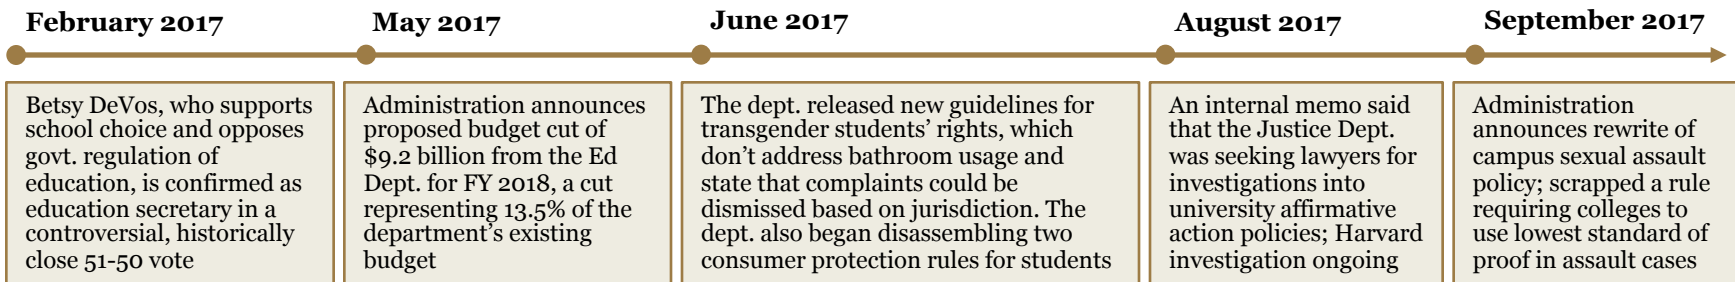 February 2017
May 2017
June 2017
August 2017
September 2017
Betsy DeVos, who supports
school choice and opposes
govt. regulation of
education, is confirmed as
education secretary in a
controversial, historically
close 51-50 vote
Administration announces
proposed budget cut of
$9.2 billion from the Ed
Dept. for FY 2018, a cut
representing 13.5% of the
department’s existing
budget
The dept. released new guidelines for
transgender students’ rights, which
don’t address bathroom usage and
state that complaints could be
dismissed based on jurisdiction. The
dept. also began disassembling two
consumer protection rules for students
An internal memo said
that the Justice Dept.
was seeking lawyers for
investigations into
university affirmative
action policies; Harvard
investigation ongoing
Administration
announces rewrite of
campus sexual assault
policy; scrapped a rule
requiring colleges to
use lowest standard of
proof in assault cases